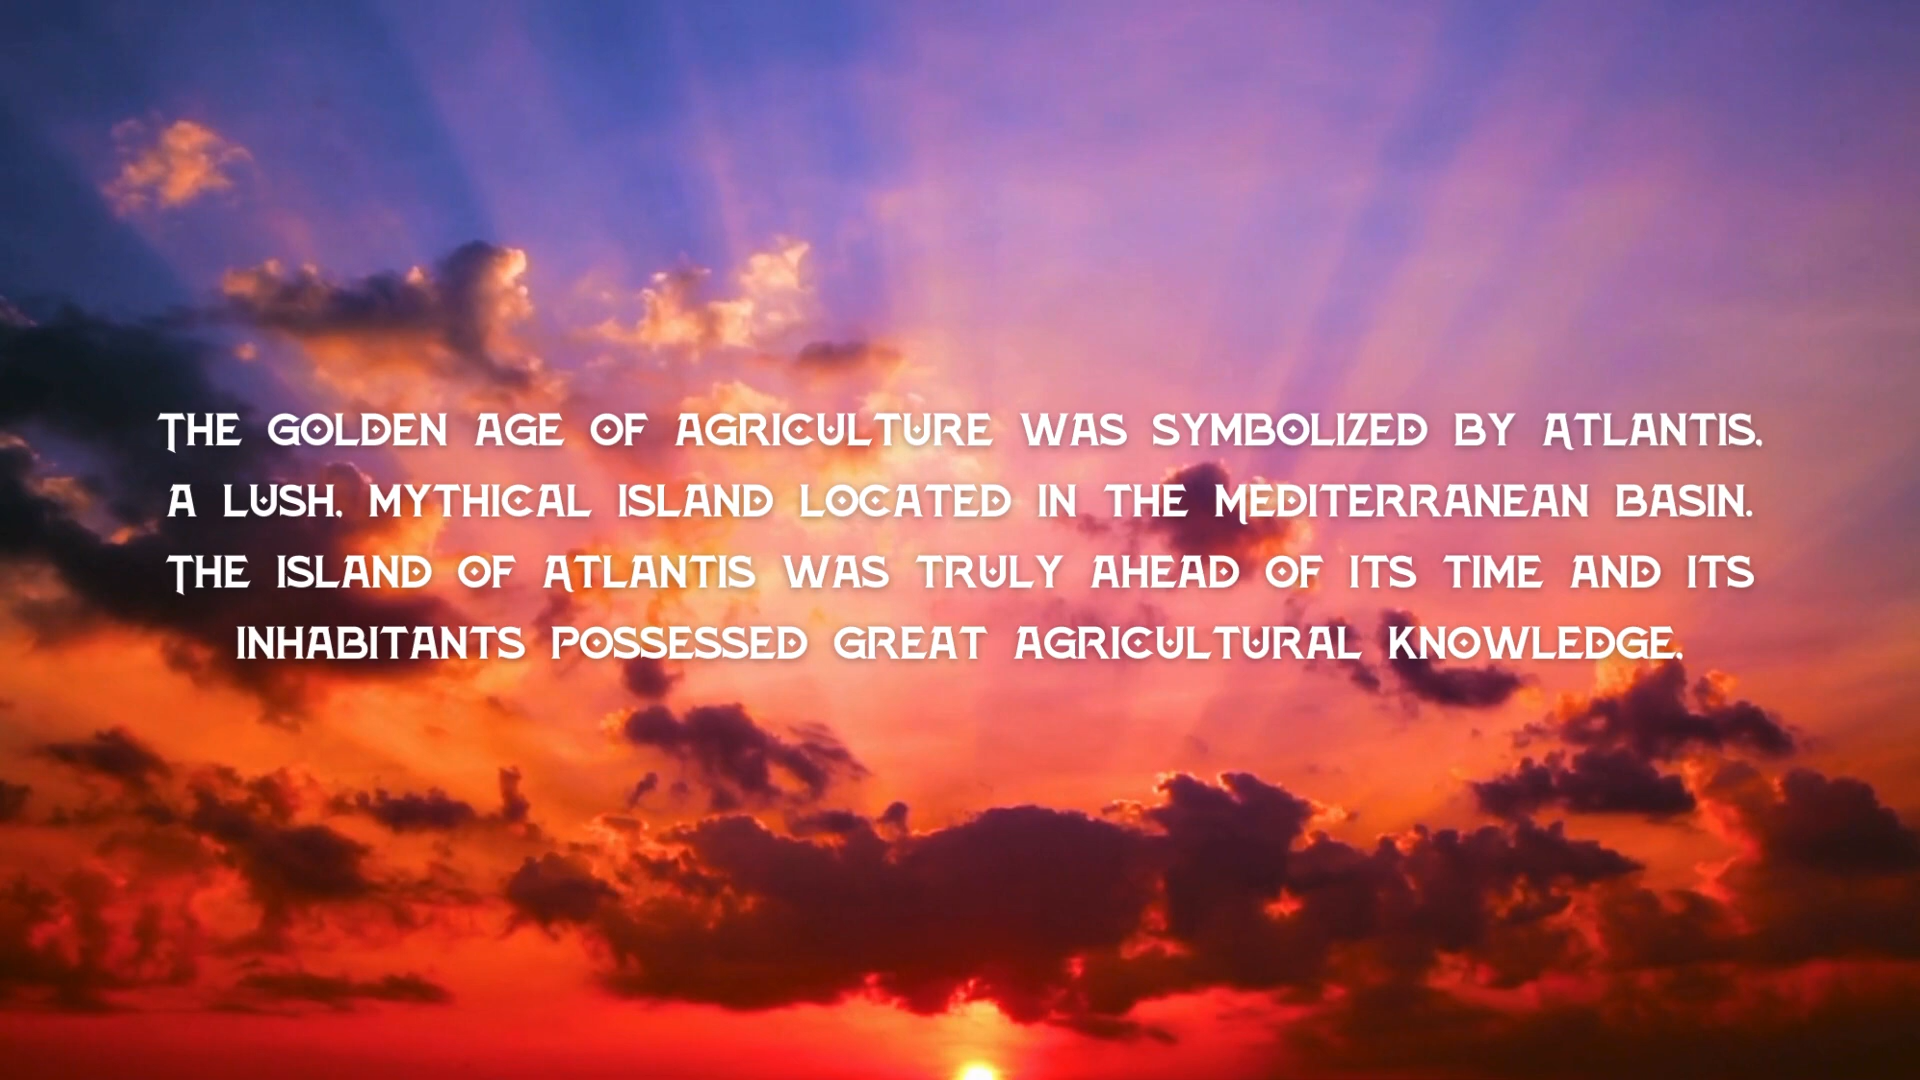 The golden age of agriculture was symbolized by Atlantis,
a lush, mythical island located in the Mediterranean basin.
The island of Atlantis was truly ahead of its time and its
inhabitants possessed great agricultural knowledge.